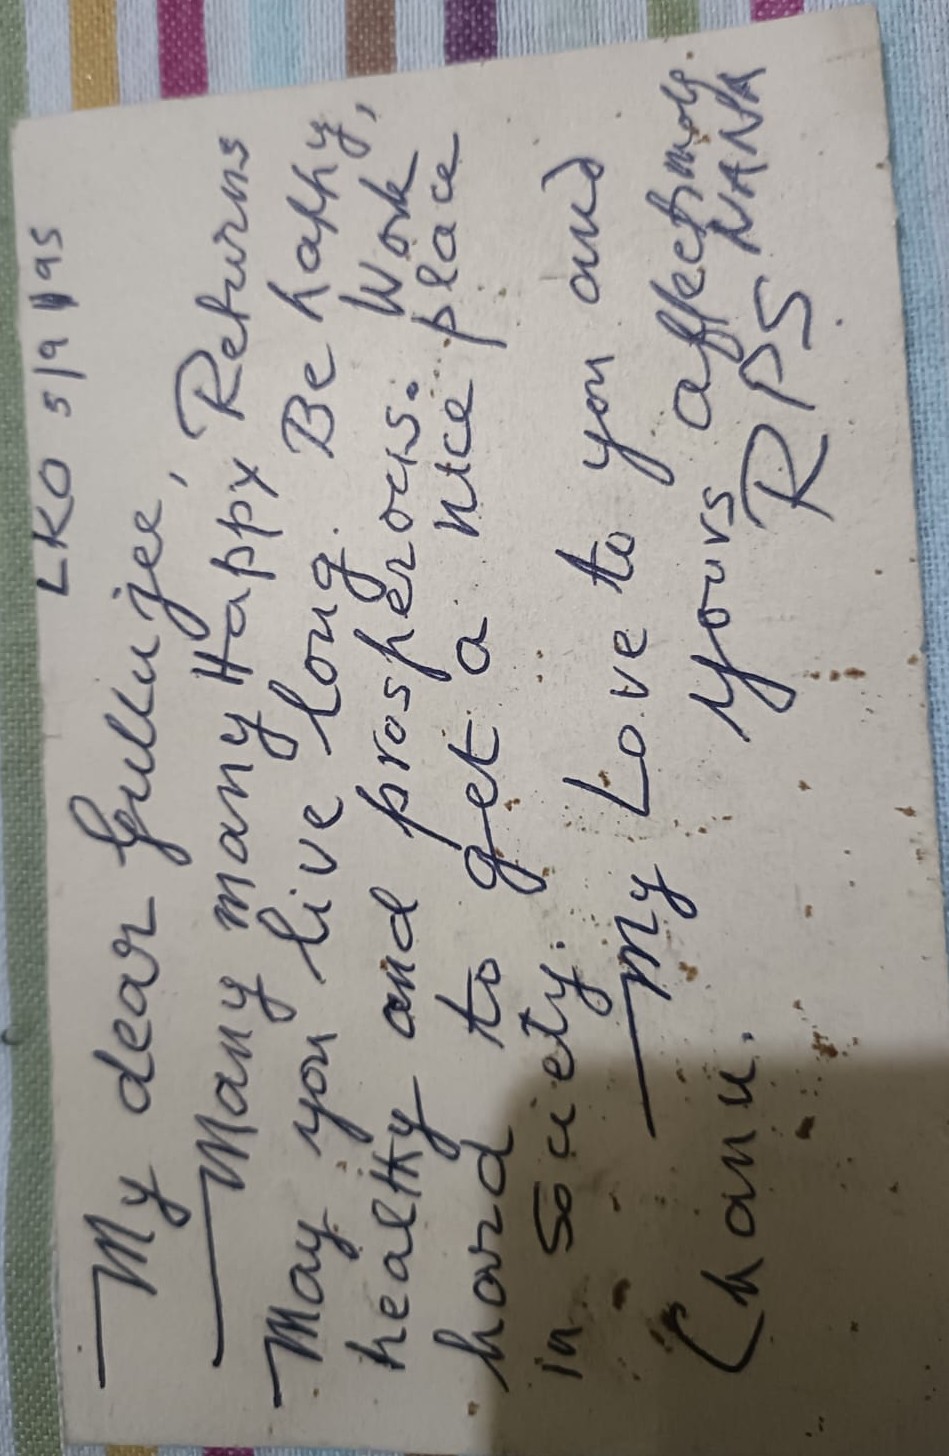 LKO 5/9/95
My dear Gullujee,
Many many Happy Returns
May you live long. Be happy,
healthy and prosperous. Work
hard to get a nice place
in society.
My Love to you and
Chanu. yours affectionately.
RPS NANA